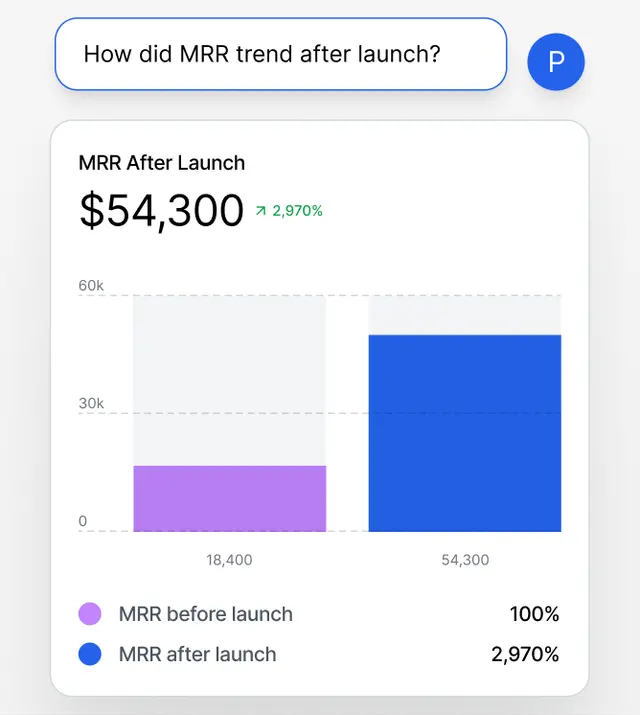 How did MRR trend after launch?
P
MRR After Launch
$54,300 ↗ 2,970%
60k
30k
0
18,400 54,300
MRR before launch 100%
MRR after launch 2,970%